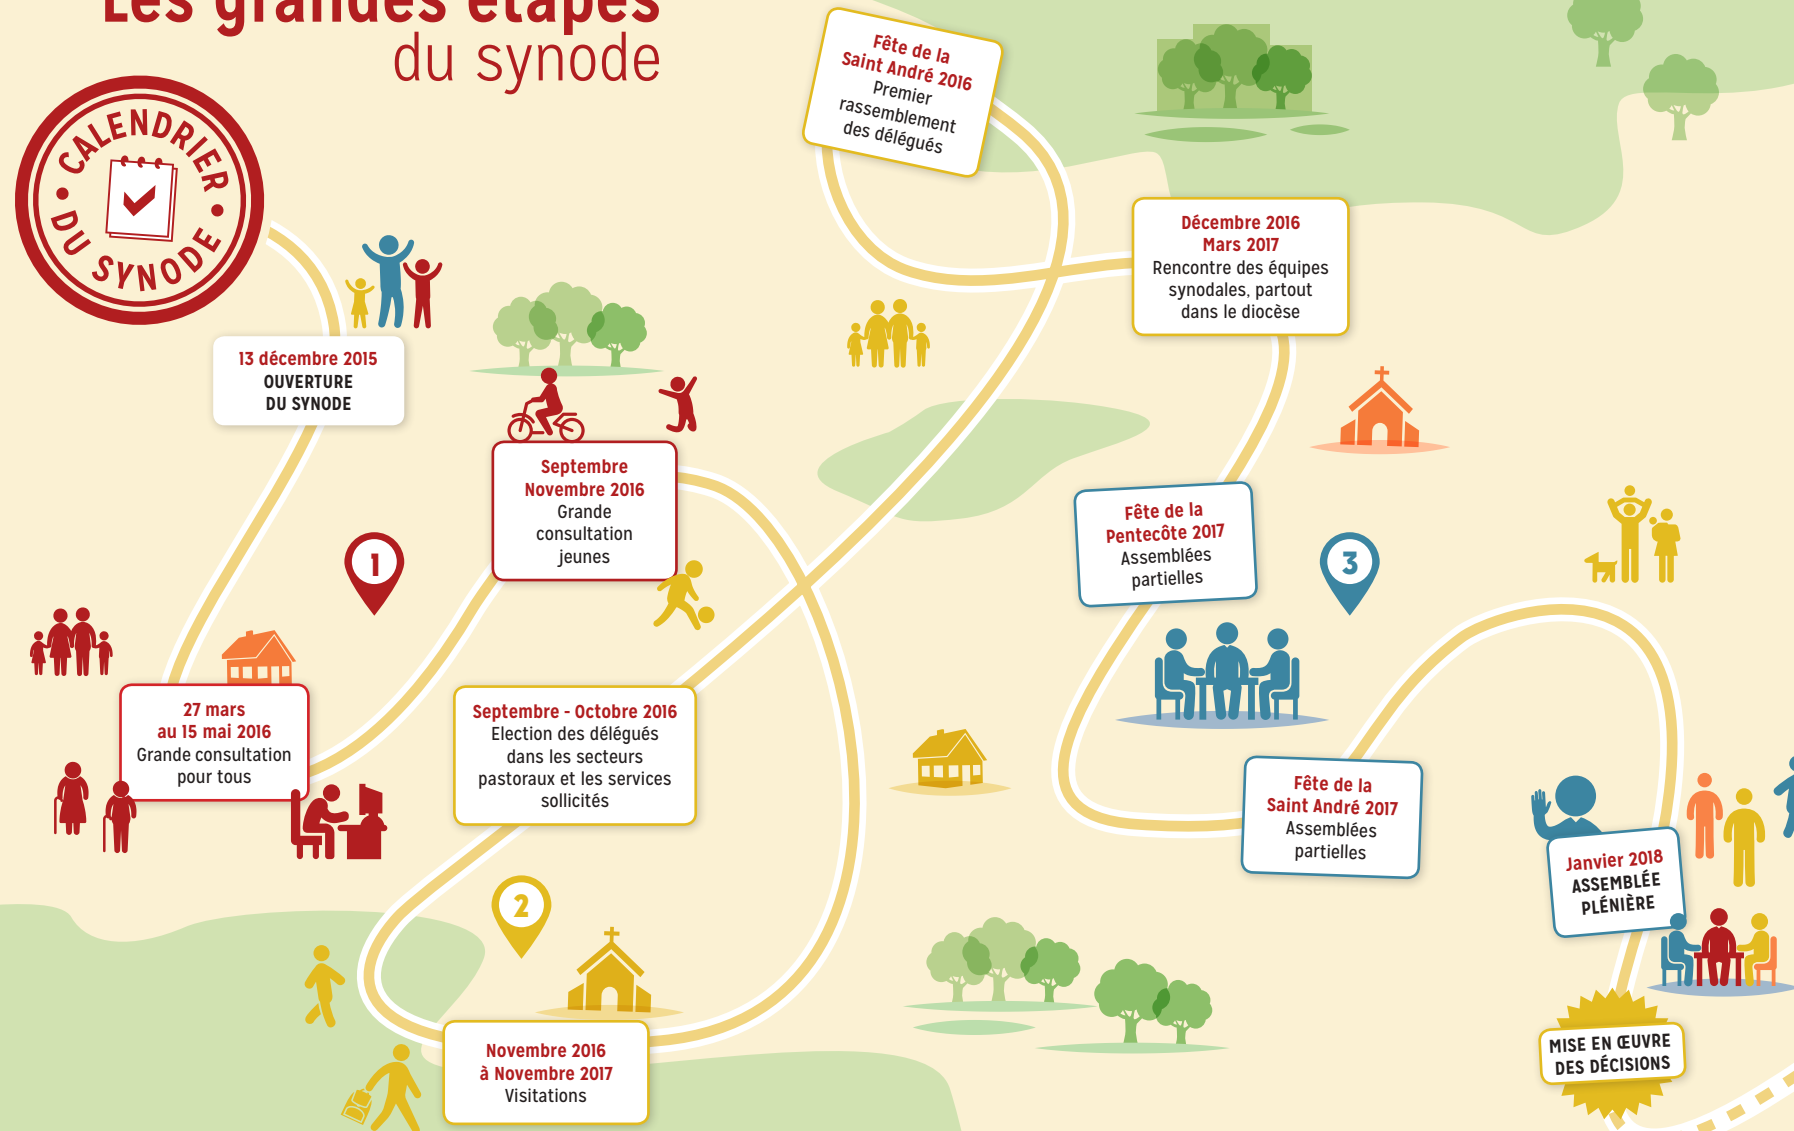 Les grandes étapes
du synode
CALENDRIER
DU SYNODE
13 décembre 2015
OUVERTURE
DU SYNODE
1
27 mars
au 15 mai 2016
Grande consultation
pour tous
Septembre
Novembre 2016
Grande
consultation
jeunes
2
Novembre 2016
à Novembre 2017
Visitations
Septembre - Octobre 2016
Election des délégués
dans les secteurs
pastoraux et les services
sollicités
Fête de la
Saint André 2016
Premier
rassemblement
des délégués
Décembre 2016
Mars 2017
Rencontre des équipes
synodales, partout
dans le diocèse
3
Fête de la
Pentecôte 2017
Assemblées
partielles
Fête de la
Saint André 2017
Assemblées
partielles
Janvier 2018
ASSEMBLÉE
PLÉNIÈRE
MISE EN ŒUVRE
DES DÉCISIONS